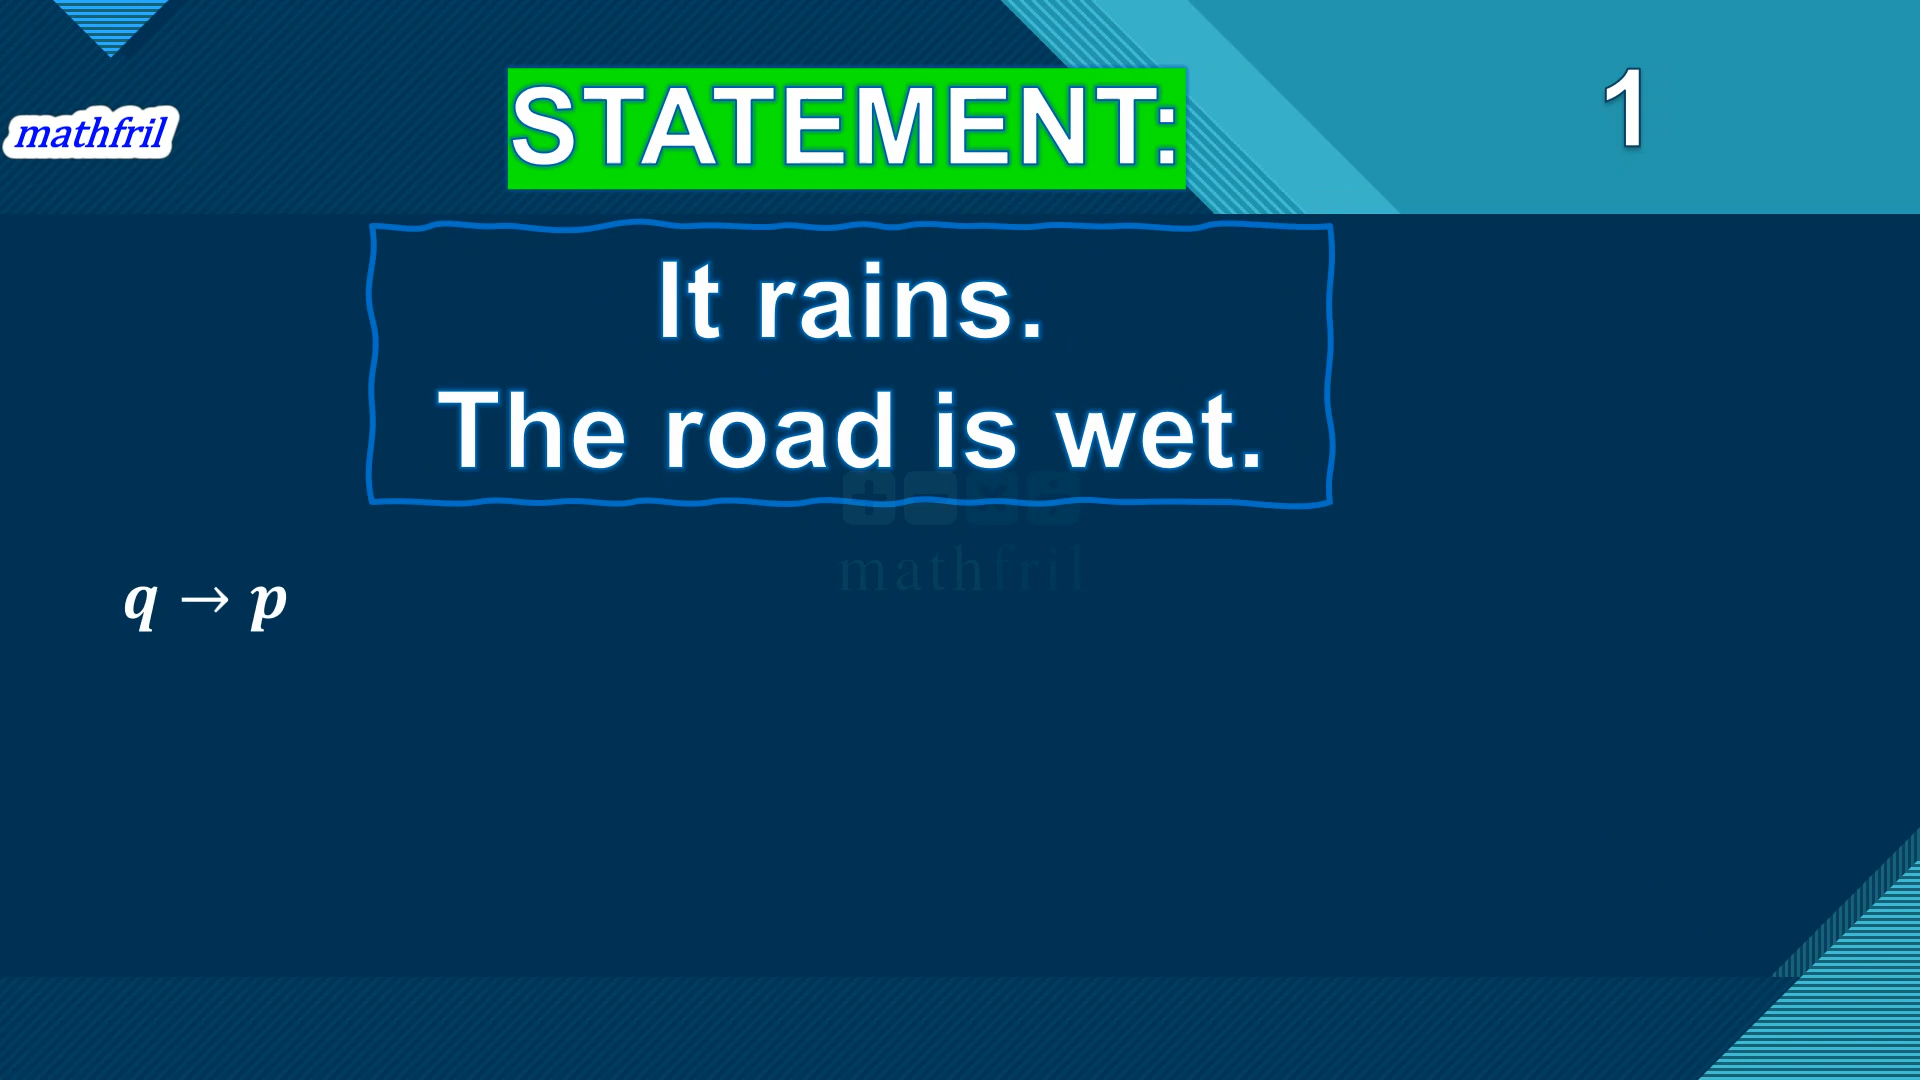 STATEMENT:
1
mathfril
It rains.
The road is wet.
mathfril
q → p